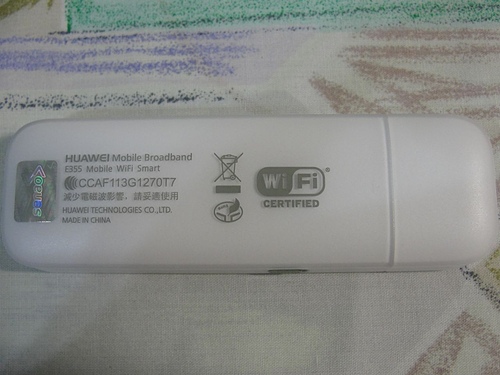 HUAWEI Mobile Broadband
E355 Mobile WiFi Smart
CCAF113G1270T7
減少電磁波影響，請妥適使用
HUAWEI TECHNOLOGIES CO.,LTD.
MADE IN CHINA
Wi Fi
CERTIFIED